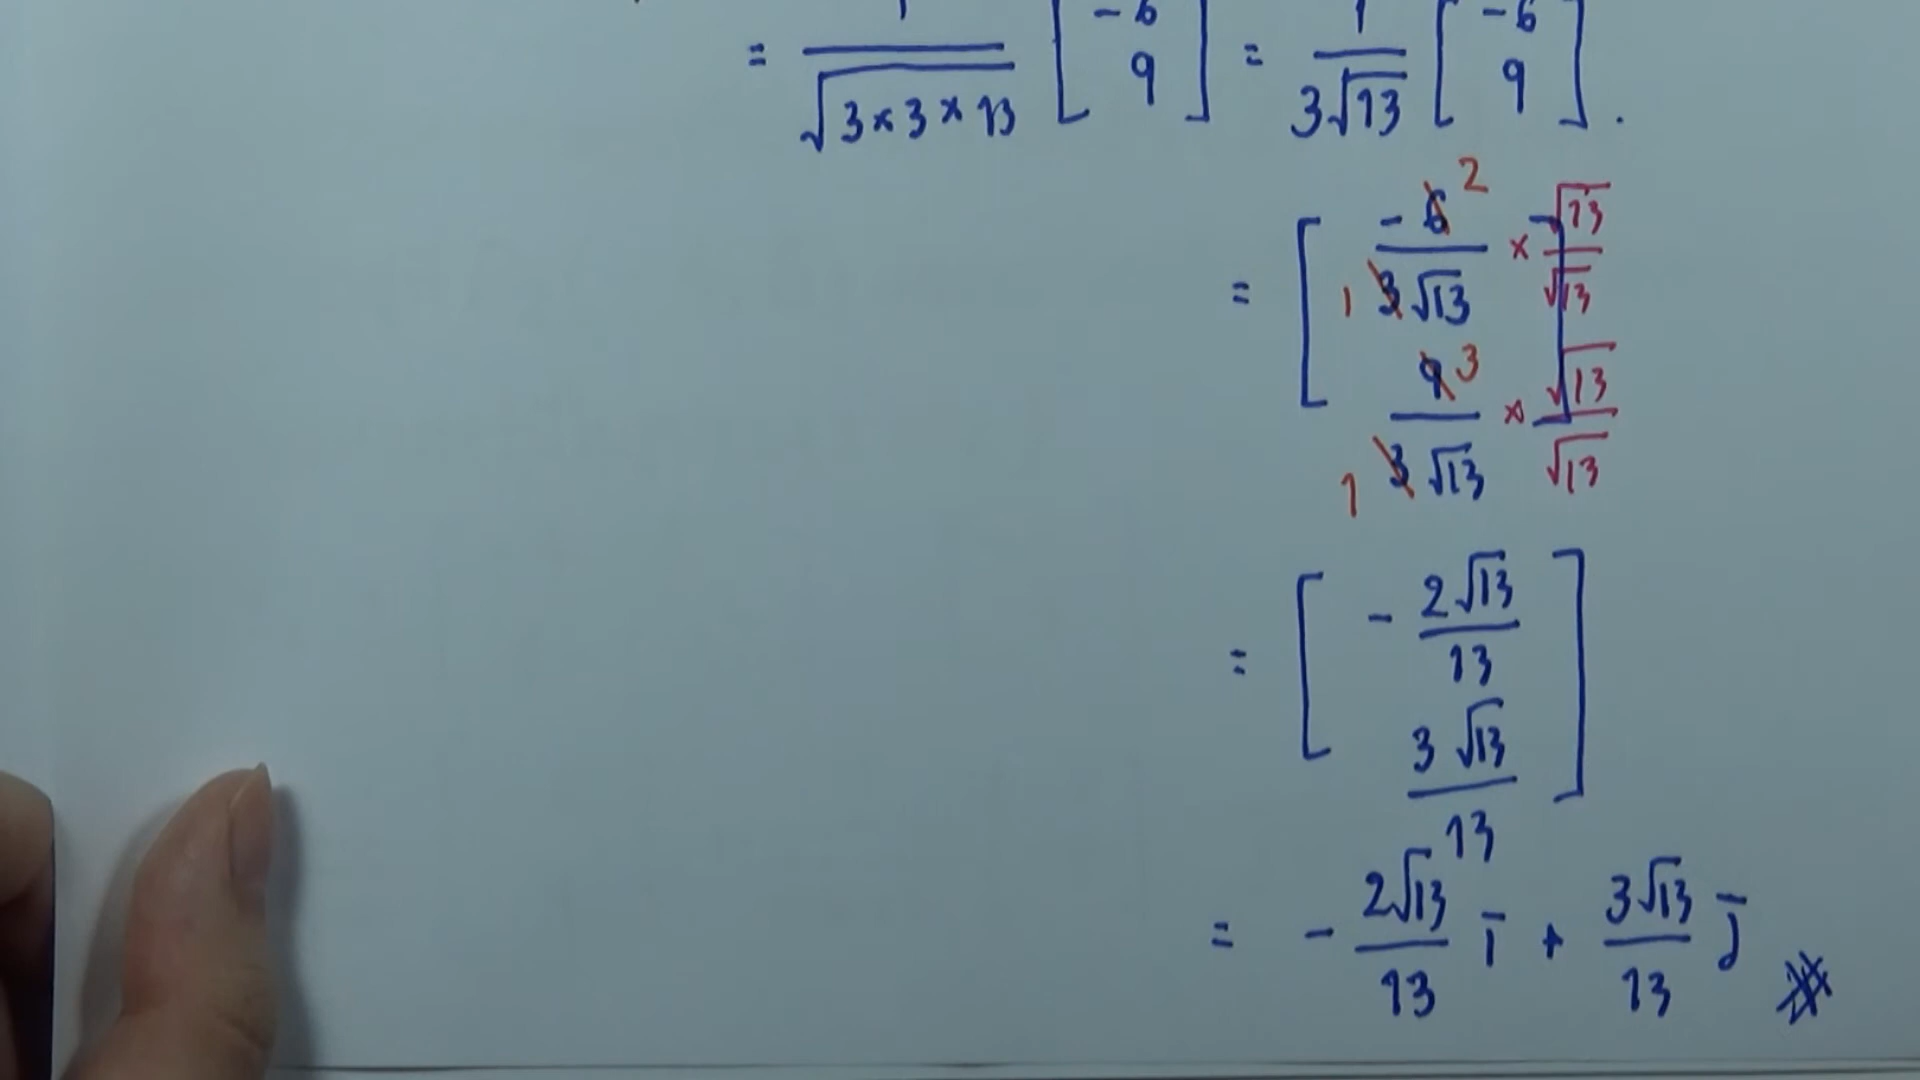 = 1/√(3×3×13) [-6 9] = 1/(3√13) [-6 9].
= [-6 2/(1 3√13) × √13/√13
9 3/(1 3√13) × √13/√13]
= [-2√13/13
3√13/13]
= -2√13/13 i̅ + 3√13/13 j̅ #